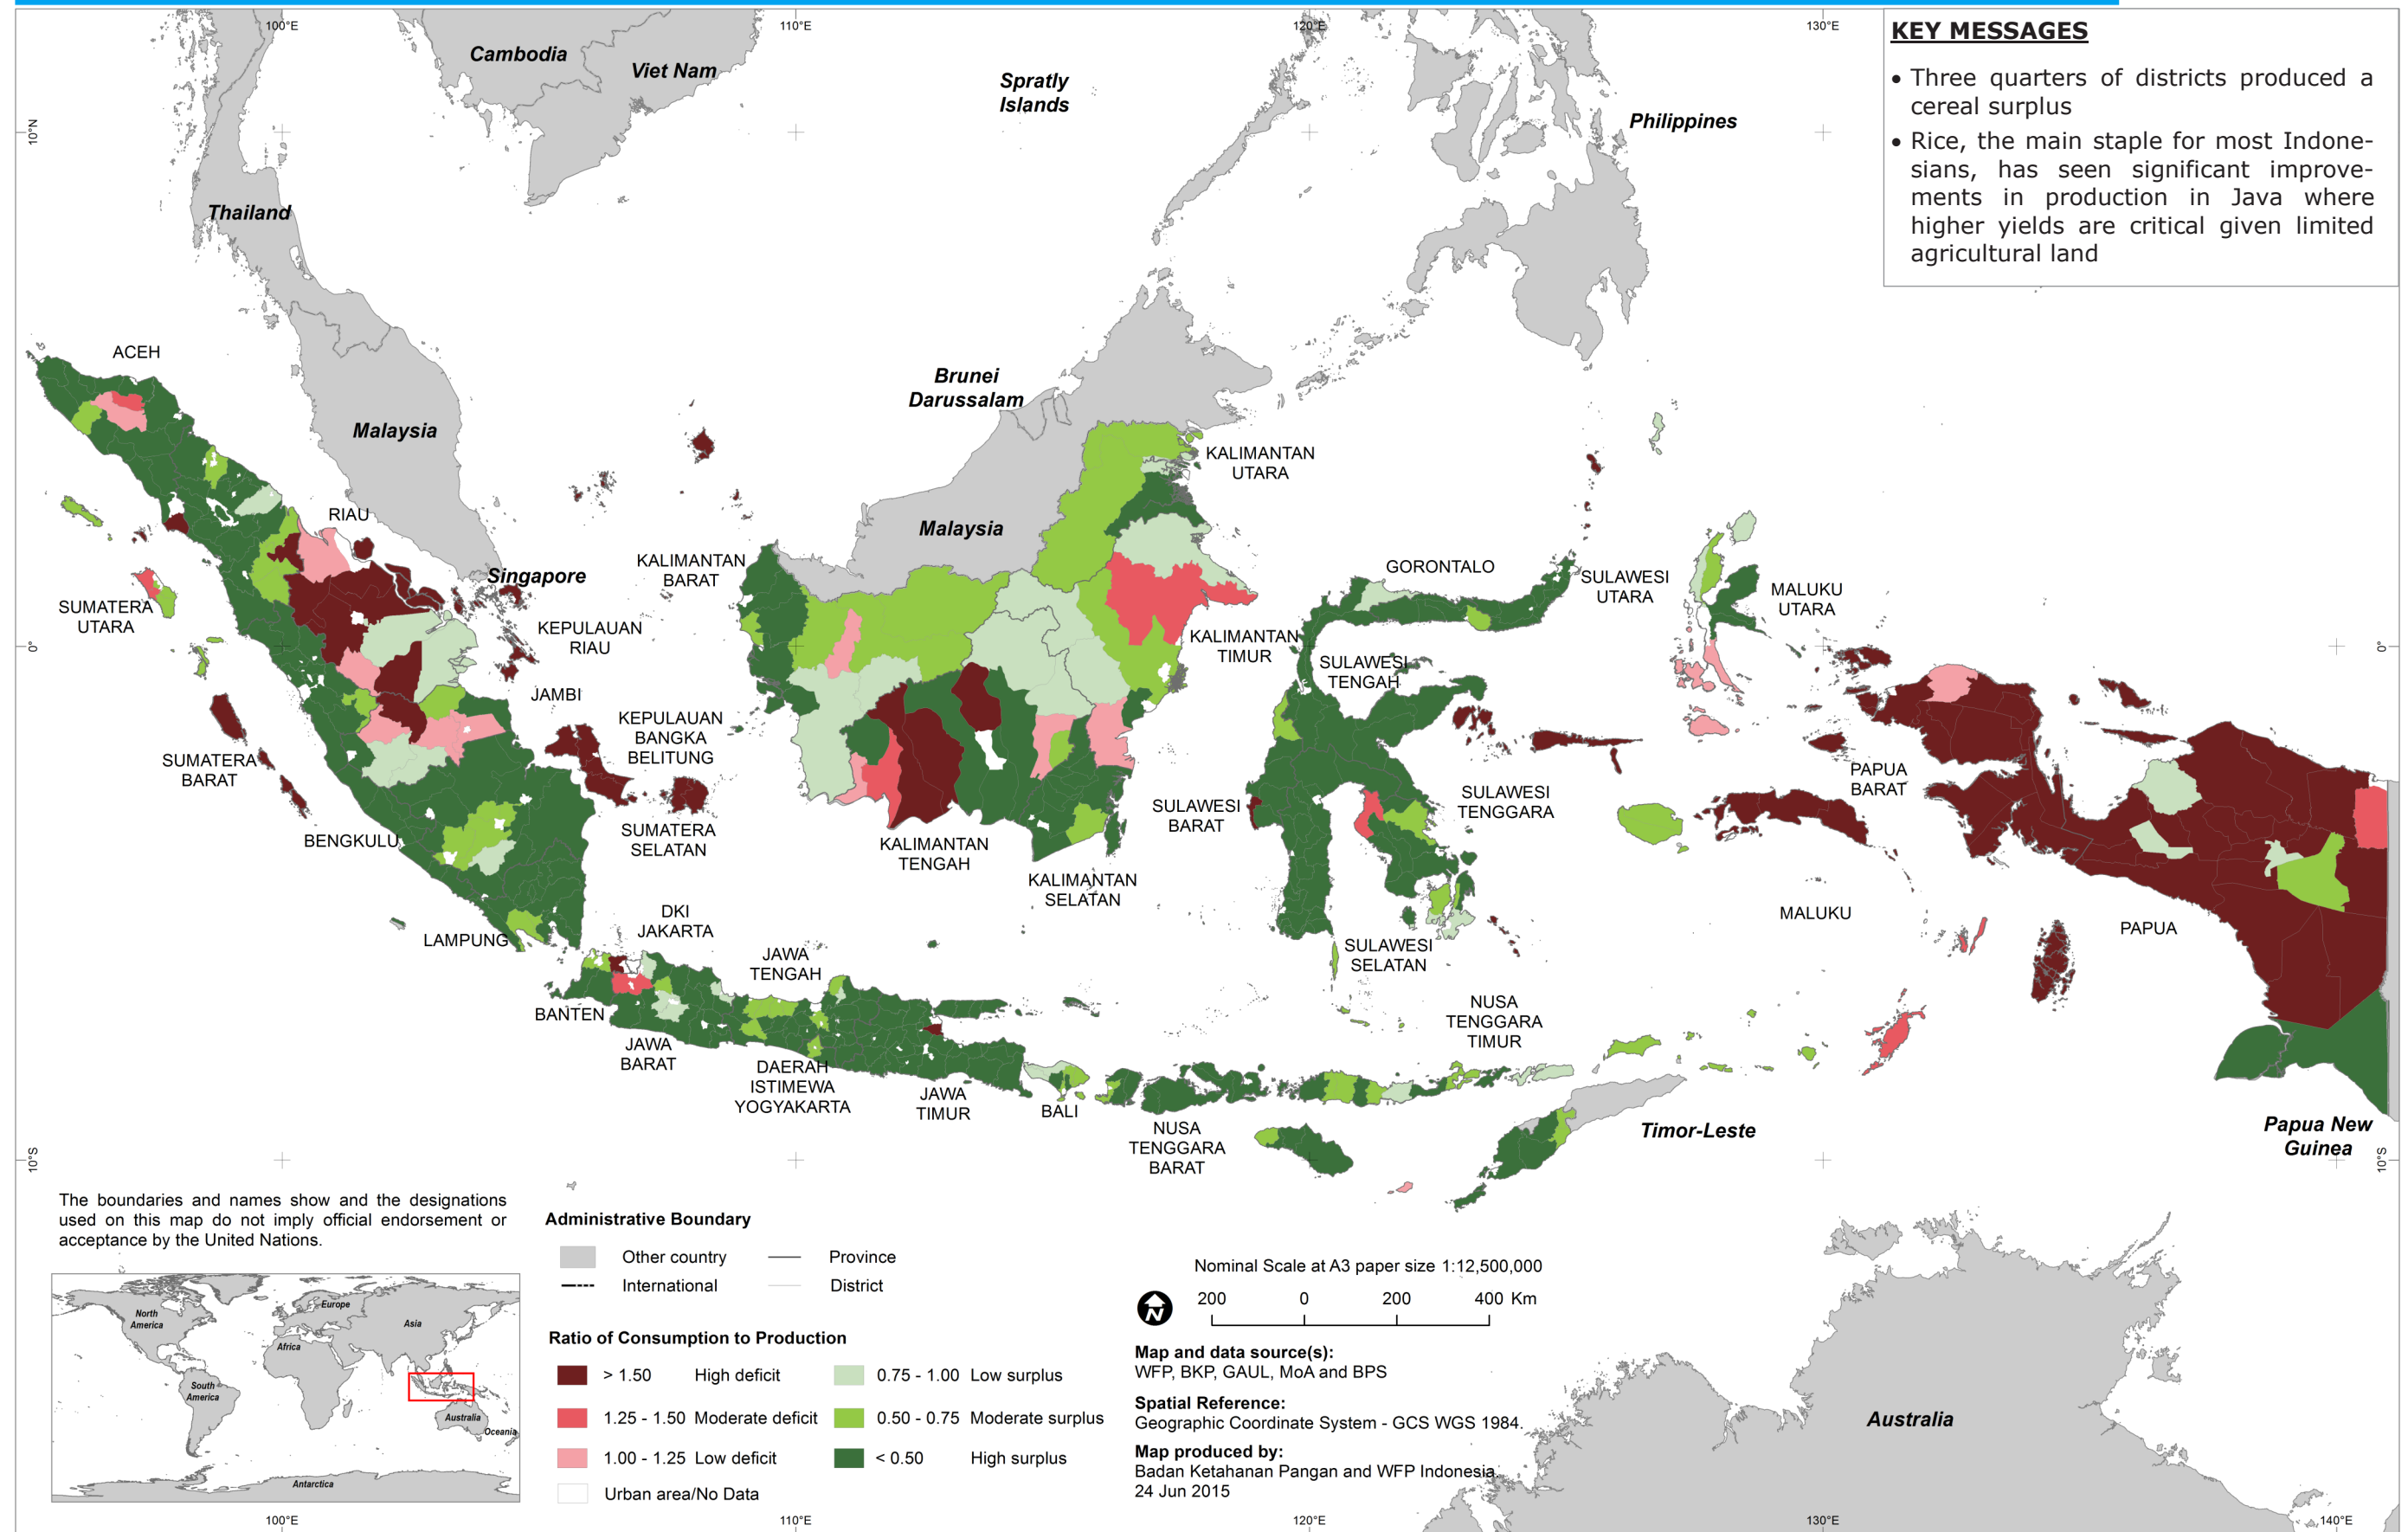 100°E
110°E
120°E
130°E
KEY MESSAGES
• Three quarters of districts produced a
cereal surplus
• Rice, the main staple for most Indone-
sians, has seen significant improve-
ments in production in Java where
higher yields are critical given limited
agricultural land
Cambodia
Viet Nam
Spratly
Islands
Philippines
10°N
Thailand
ACEH
Brunei
Darussalam
Malaysia
KALIMANTAN
UTARA
RIAU
Malaysia
KALIMANTAN
BARAT
Singapore
GORONTALO
SULAWESI
UTARA
MALUKU
UTARA
SUMATERA
UTARA
KEPULAUAN
RIAU
KALIMANTAN
TIMUR
0°
0°
SULAWESI
TENGAH
JAMBI
KEPULAUAN
BANGKA
BELITUNG
SUMATERA
BARAT
PAPUA
BARAT
SULAWESI
BARAT
SULAWESI
TENGGARA
BENGKULU
SUMATERA
SELATAN
KALIMANTAN
TENGAH
KALIMANTAN
SELATAN
MALUKU
PAPUA
LAMPUNG
DKI
JAKARTA
JAWA
TENGAH
SULAWESI
SELATAN
BANTEN
NUSA
TENGGARA
TIMUR
JAWA
BARAT
DAERAH
ISTIMEWA
YOGYAKARTA
JAWA
TIMUR
BALI
NUSA
TENGGARA
BARAT
Timor-Leste
Papua New
Guinea
10°S
10°S
The boundaries and names show and the designations
used on this map do not imply official endorsement or
acceptance by the United Nations.
North
America
Europe
Asia
Africa
South
America
Australia
Oceania
Antarctica
Administrative Boundary
Other country
Province
International
District
Ratio of Consumption to Production
> 1.50 High deficit
1.25 - 1.50 Moderate deficit
1.00 - 1.25 Low deficit
Urban area/No Data
0.75 - 1.00 Low surplus
0.50 - 0.75 Moderate surplus
< 0.50 High surplus
Nominal Scale at A3 paper size 1:12,500,000
N
200 0 200 400 Km
Map and data source(s):
WFP, BKP, GAUL, MoA and BPS
Spatial Reference:
Geographic Coordinate System - GCS WGS 1984.
Map produced by:
Badan Ketahanan Pangan and WFP Indonesia.
24 Jun 2015
Australia
100°E
110°E
120°E
130°E
140°E